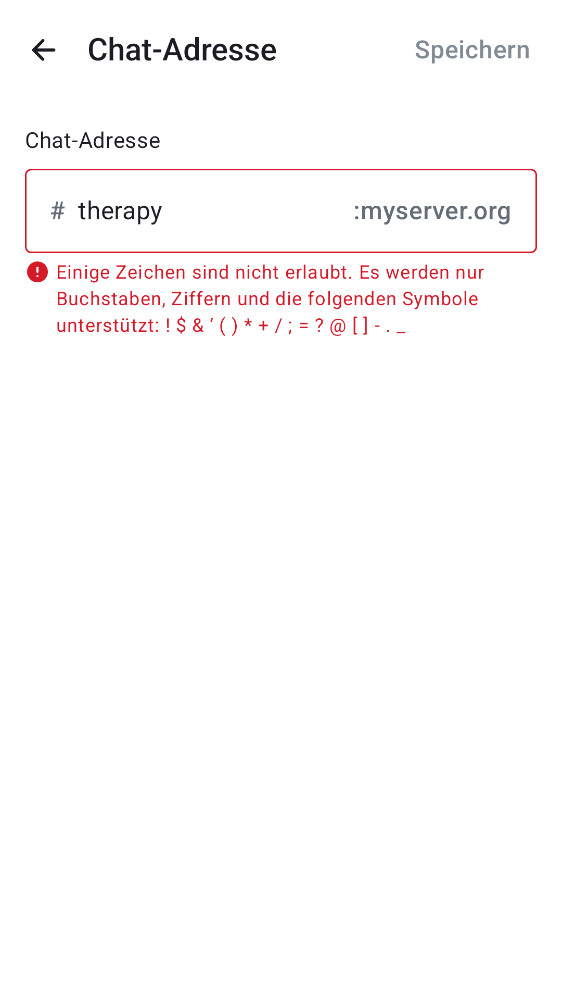 Chat-Adresse
Speichern
Chat-Adresse
# therapy :myserver.org
Einige Zeichen sind nicht erlaubt. Es werden nur
Buchstaben, Ziffern und die folgenden Symbole
unterstützt: ! $ & ‘ ( ) * + / ; = ? @ [ ] - . _